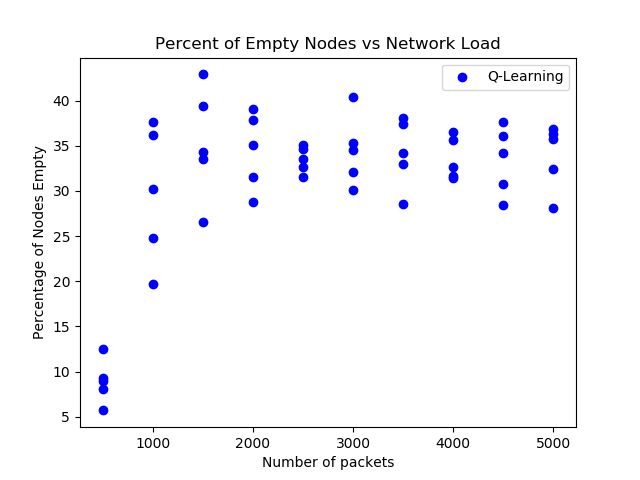 Percent of Empty Nodes vs Network Load
Q-Learning
Percentage of Nodes Empty
40
35
30
25
20
15
10
5
1000 2000 3000 4000 5000
Number of packets